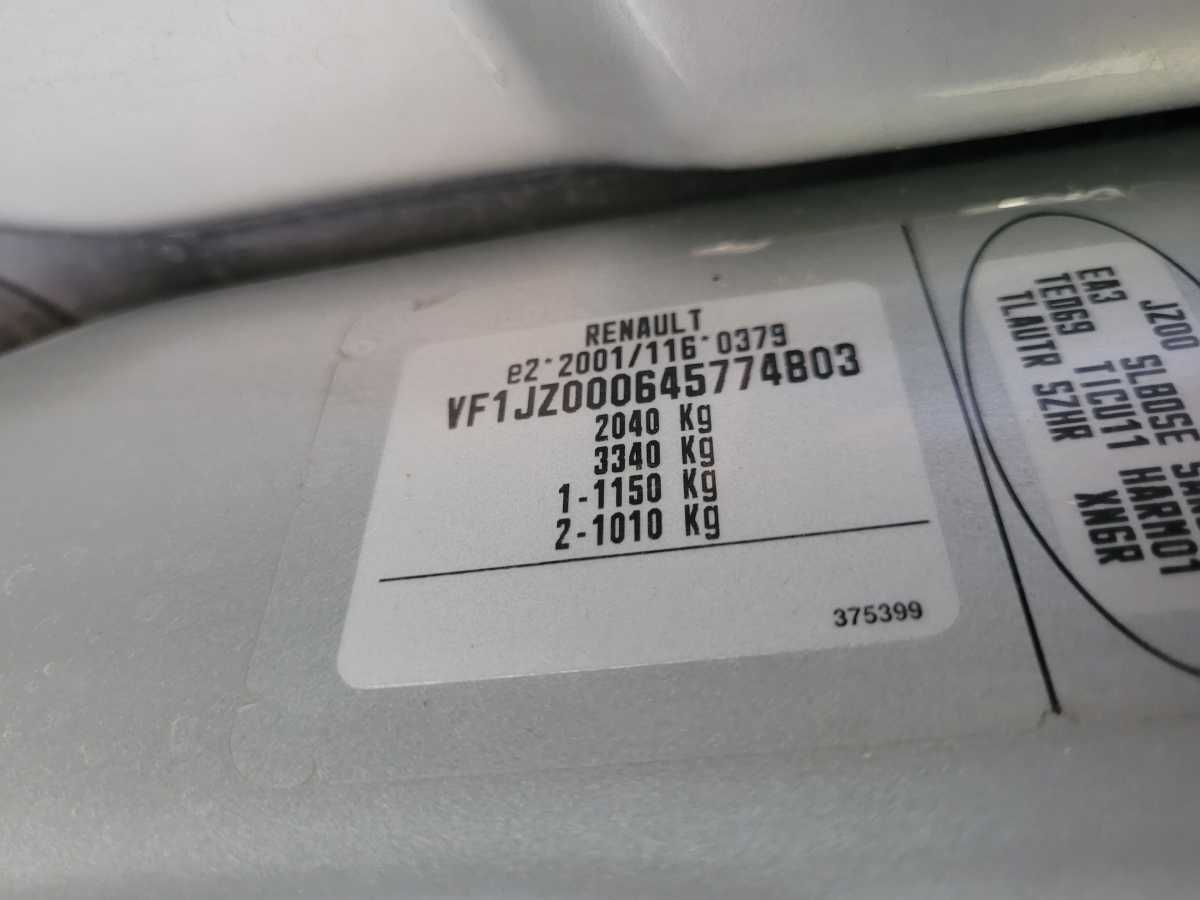 RENAULT
e2*2001/116*0379
VF1JZ000645774B03
2040 Kg
3340 Kg
1-1150 Kg
2-1010 Kg
375399
JZ00
EA3 SLBOSE
TED69 TICU11 HARM01
TLAUTR SZHR XN6R